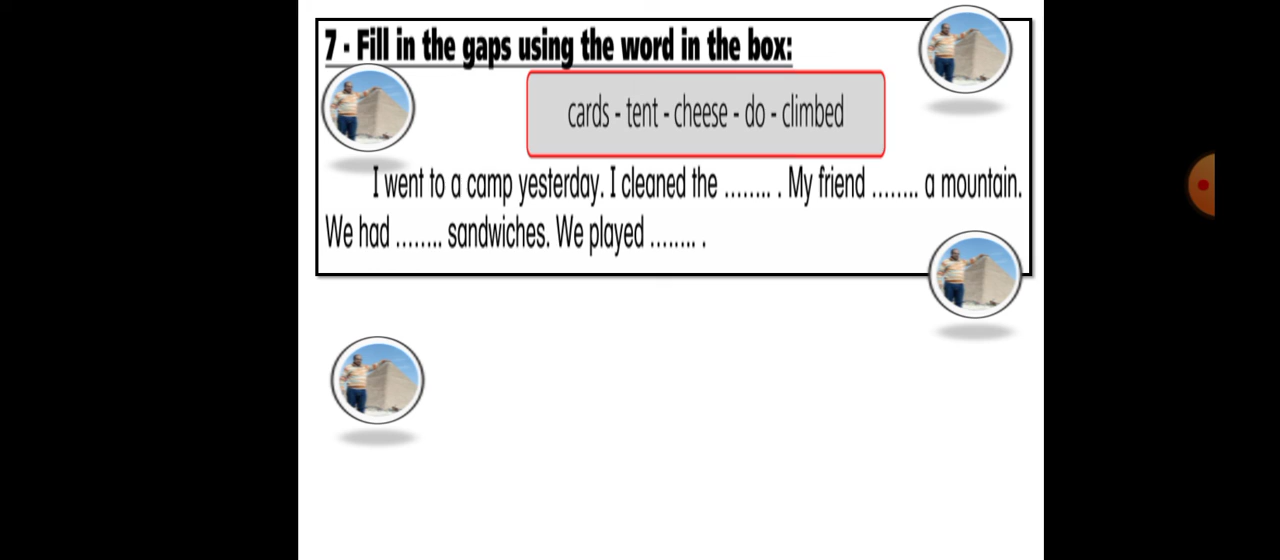 7 - Fill in the gaps using the word in the box:
cards - tent - cheese - do - climbed
I went to a camp yesterday. I cleaned the ........ . My friend ........ a mountain.
We had ........ sandwiches. We played ........ .